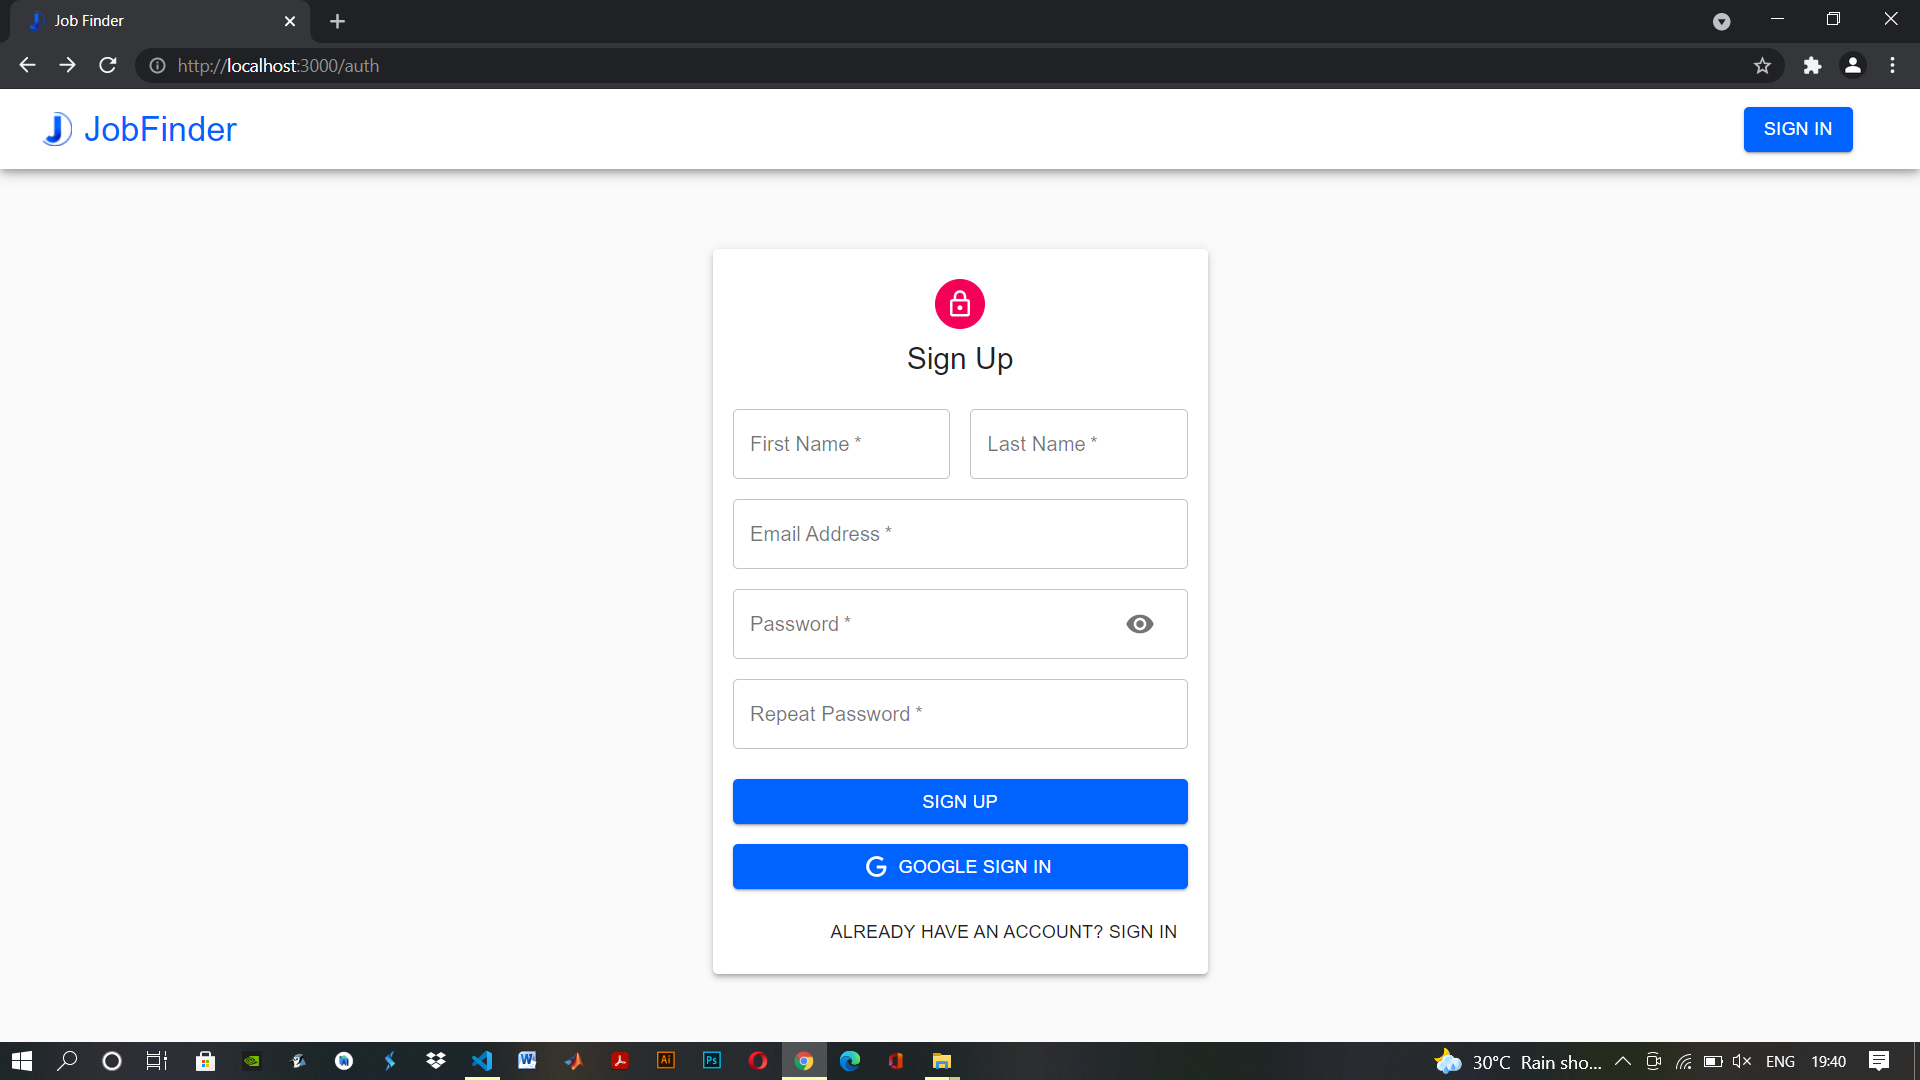 Job Finder
http://localhost:3000/auth
JobFinder
SIGN IN
Sign Up
First Name *
Last Name *
Email Address *
Password *
Repeat Password *
SIGN UP
GOOGLE SIGN IN
ALREADY HAVE AN ACCOUNT? SIGN IN
30°C Rain sho...
ENG
19:40